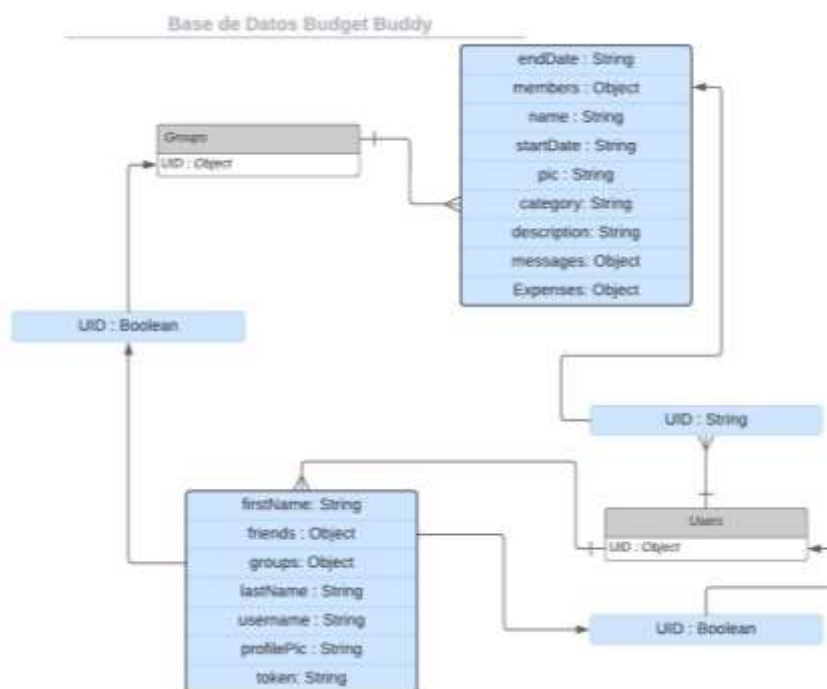 Base de Datos Budget Buddy
endDate : String
members : Object
name : String
startDate : String
pic : String
category: String
description: String
messages: Object
Expenses: Object
Groups
UID : Object
UID : Boolean
UID : String
Users
UID : Object
firstName: String
friends : Object
groups: Object
lastName : String
username : String
profilePic : String
token: String
UID : Boolean